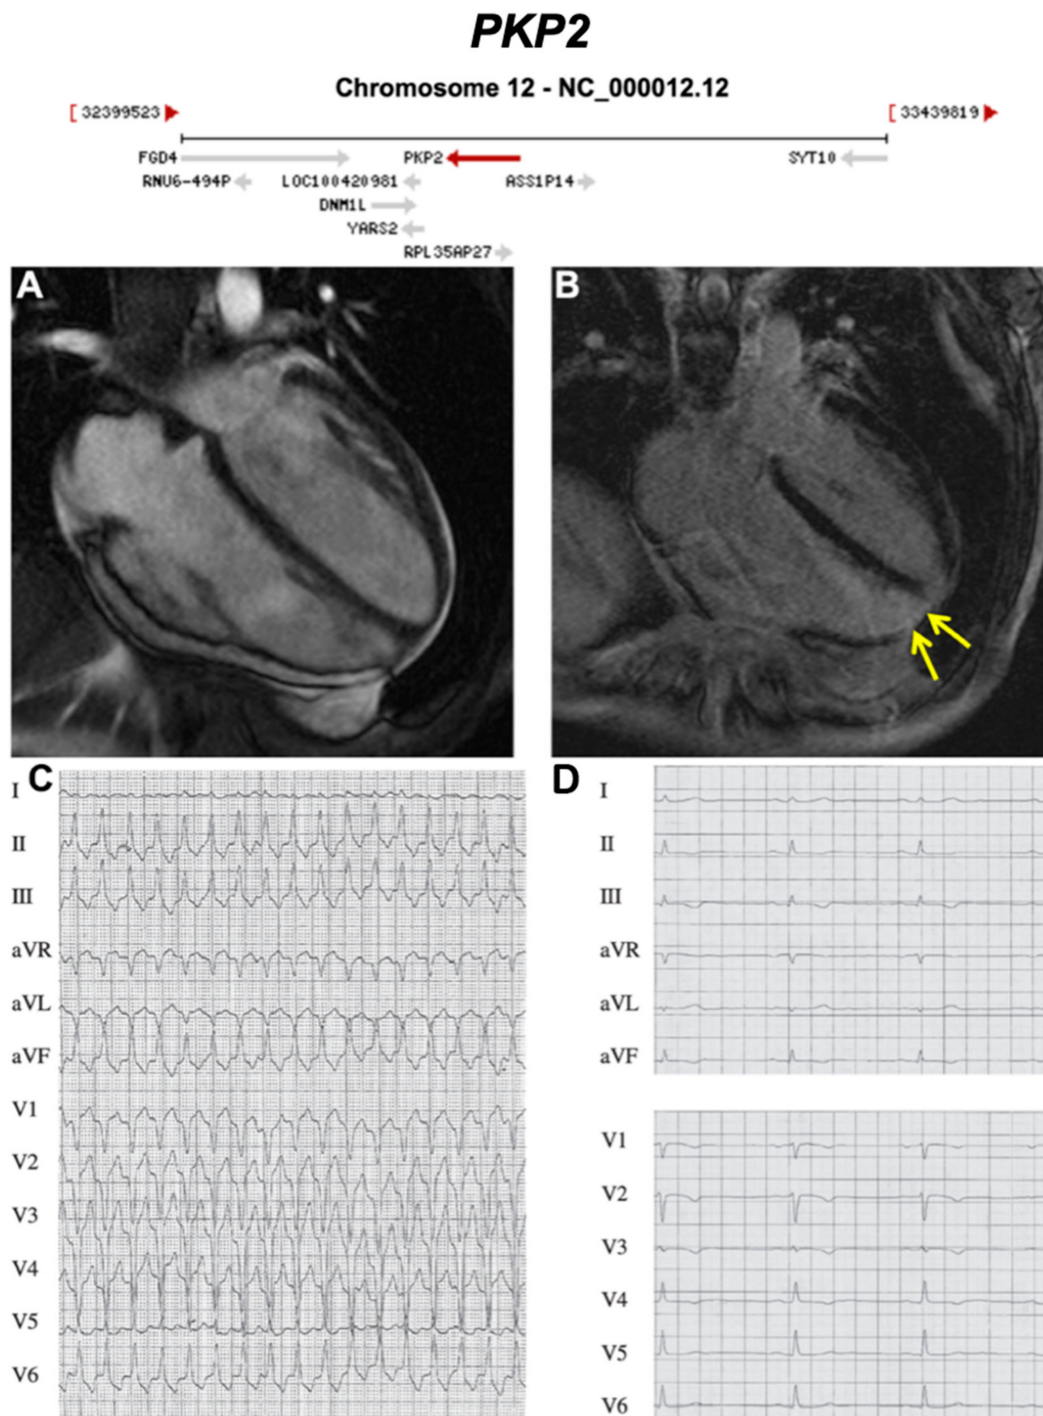 PKP2
Chromosome 12 - NC_000012.12
[ 32399523
[ 33439819
FGD4
PKP2
SYT10
RNU6-494P
LOC100420981
ASS1P14
DNM1L
YARS2
RPL35AP27
A
B
C
D
I
I
II
II
III
III
aVR
aVR
aVL
aVL
aVF
aVF
V1
V1
V2
V2
V3
V3
V4
V4
V5
V5
V6
V6